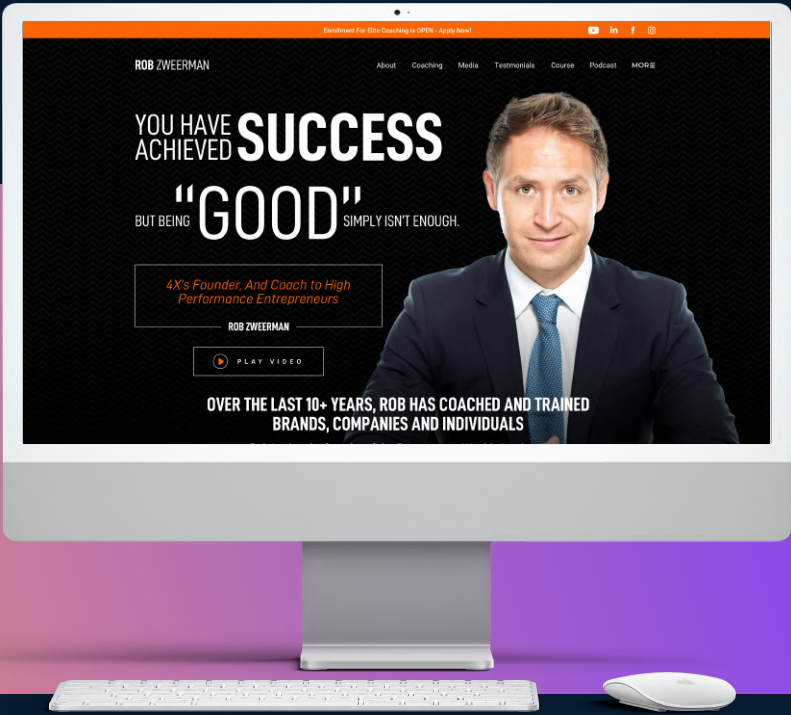 Enrollment For Elite Coaching is OPEN - Apply Now!
ROB ZWEERMAN
About Coaching Media Testmonials Course Podcast MORE
YOU HAVE
ACHIEVED SUCCESS
BUT BEING “GOOD” SIMPLY ISN'T ENOUGH.
4X's Founder, And Coach to High
Performance Entrepreneurs
ROB ZWEERMAN
PLAY VIDEO
OVER THE LAST 10+ YEARS, ROB HAS COACHED AND TRAINED
BRANDS, COMPANIES AND INDIVIDUALS